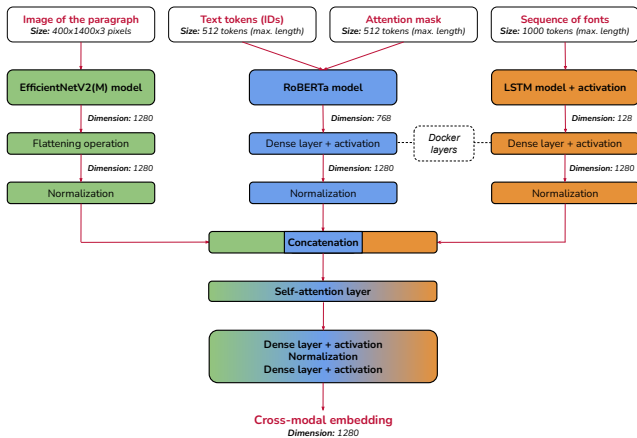 Image of the paragraph
Size: 400x1400x3 pixels
Text tokens (IDs)
Size: 512 tokens (max. length)
Attention mask
Size: 512 tokens (max. length)
Sequence of fonts
Size: 1000 tokens (max. length)
EfficientNetV2(M) model
RoBERTa model
LSTM model + activation
Dimension: 1280
Dimension: 768
Dimension: 128
Flattening operation
Dense layer + activation
Docker
layers
Dense layer + activation
Dimension: 1280
Dimension: 1280
Dimension: 1280
Normalization
Normalization
Normalization
Concatenation
Self-attention layer
Dense layer + activation
Normalization
Dense layer + activation
Cross-modal embedding
Dimension: 1280